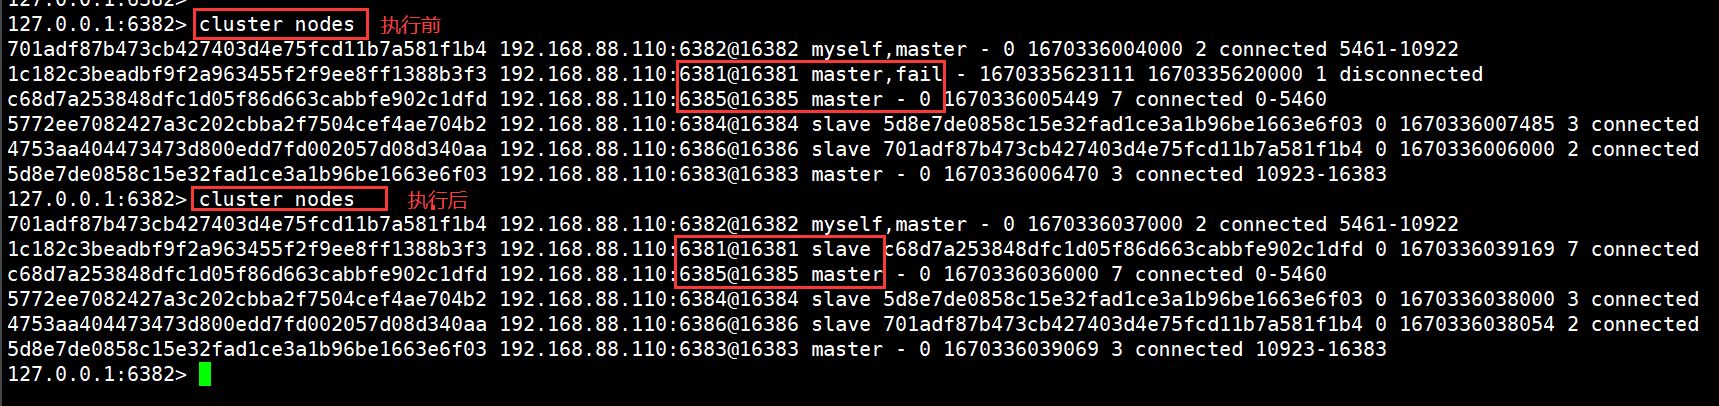 127.0.0.1:6382> cluster nodes 执行前
701adf87b473cb427403d4e75fcd11b7a581f1b4 192.168.88.110:6382@16382 myself,master - 0 1670336004000 2 connected 5461-10922
1c182c3beadbf9f2a963455f2f9ee8ff1388b3f3 192.168.88.110:6381@16381 master,fail - 1670335623111 1670335620000 1 disconnected
c68d7a253848dfc1d05f86d663cabbfe902c1dfd 192.168.88.110:6385@16385 master - 0 1670336005449 7 connected 0-5460
5772ee7082427a3c202cbba2f7504cef4ae704b2 192.168.88.110:6384@16384 slave 5d8e7de0858c15e32fad1ce3a1b96be1663e6f03 0 1670336007485 3 connected
4753aa404473473d800edd7fd002057d08d340aa 192.168.88.110:6386@16386 slave 701adf87b473cb427403d4e75fcd11b7a581f1b4 0 1670336006000 2 connected
5d8e7de0858c15e32fad1ce3a1b96be1663e6f03 192.168.88.110:6383@16383 master - 0 1670336006470 3 connected 10923-16383
127.0.0.1:6382> cluster nodes 执行后
701adf87b473cb427403d4e75fcd11b7a581f1b4 192.168.88.110:6382@16382 myself,master - 0 1670336037000 2 connected 5461-10922
1c182c3beadbf9f2a963455f2f9ee8ff1388b3f3 192.168.88.110:6381@16381 slave c68d7a253848dfc1d05f86d663cabbfe902c1dfd 0 1670336039169 7 connected
c68d7a253848dfc1d05f86d663cabbfe902c1dfd 192.168.88.110:6385@16385 master - 0 1670336036000 7 connected 0-5460
5772ee7082427a3c202cbba2f7504cef4ae704b2 192.168.88.110:6384@16384 slave 5d8e7de0858c15e32fad1ce3a1b96be1663e6f03 0 1670336038000 3 connected
4753aa404473473d800edd7fd002057d08d340aa 192.168.88.110:6386@16386 slave 701adf87b473cb427403d4e75fcd11b7a581f1b4 0 1670336038054 2 connected
5d8e7de0858c15e32fad1ce3a1b96be1663e6f03 192.168.88.110:6383@16383 master - 0 1670336039069 3 connected 10923-16383
127.0.0.1:6382>